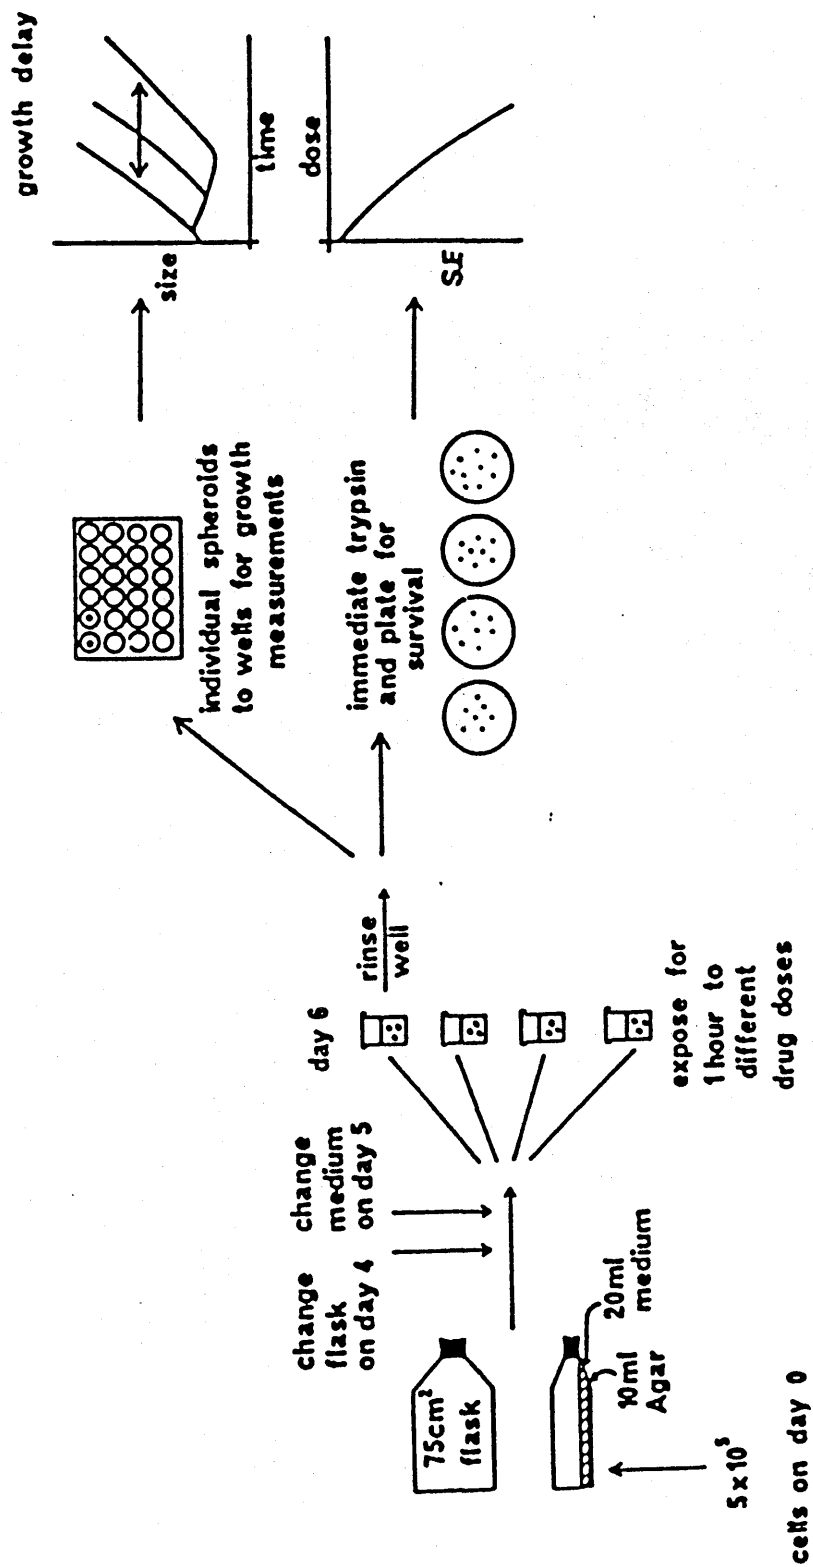 75cm²
flask
5 x 10⁵
cells on day 0
10ml
Agar
20ml
medium
change
flask
on day 4
change
medium
on day 5
day 6
expose for
1 hour to
different
drug doses
rinse
well
individual spheroids
to wells for growth
measurements
immediate trypsin
and plate for
survival
growth delay
size
time
dose
S.E